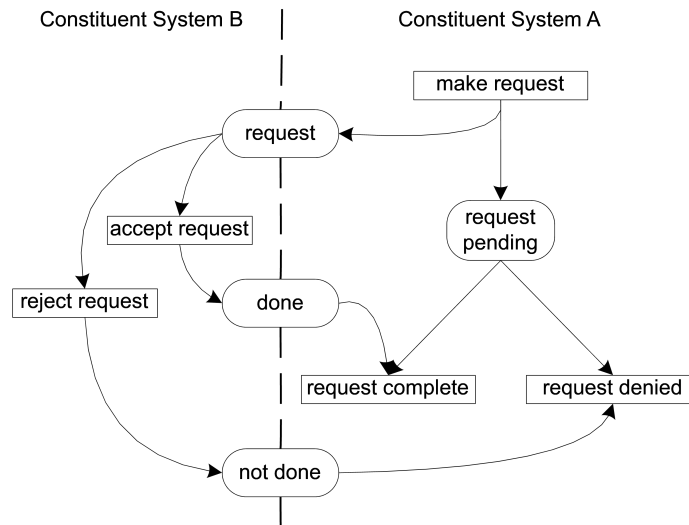 Constituent System B
Constituent System A
make request
request
request
pending
accept request
reject request
done
request complete
request denied
not done